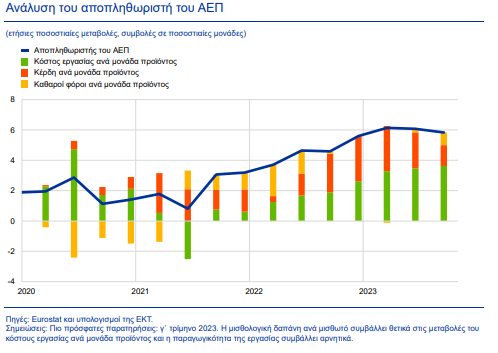 Ανάλυση του αποπληθωριστή του ΑΕΠ
(ετήσιες ποσοστιαίες μεταβολές, συμβολές σε ποσοστιαίες μονάδες)
Αποπληθωριστής του ΑΕΠ
Κόστος εργασίας ανά μονάδα προϊόντος
Κέρδη ανά μονάδα προϊόντος
Καθαροί φόροι ανά μονάδα προϊόντος
8
6
4
2
0
-2
-4
2020 2021 2022 2023
Πηγές: Eurostat και υπολογισμοί της ΕΚΤ.
Σημειώσεις: Πιο πρόσφατες παρατηρήσεις: γ΄ τρίμηνο 2023. Η μισθολογική δαπάνη ανά μισθωτό συμβάλλει θετικά στις μεταβολές του
κόστους εργασίας ανά μονάδα προϊόντος και η παραγωγικότητα της εργασίας συμβάλλει αρνητικά.